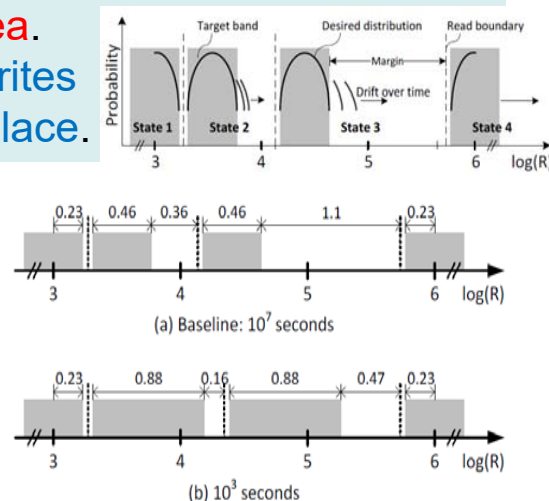 ea.
rites
lace.
Target band
Desired distribution
Read boundary
Probability
Margin
Drift over time
State 1 State 2 State 3 State 4
3 4 5 6 log(R)
0.23 0.46 0.36 0.46 1.1 0.23
3 4 5 6 log(R)
(a) Baseline: 10⁷ seconds
0.23 0.88 0.16 0.88 0.47 0.23
3 4 5 6 log(R)
(b) 10³ seconds